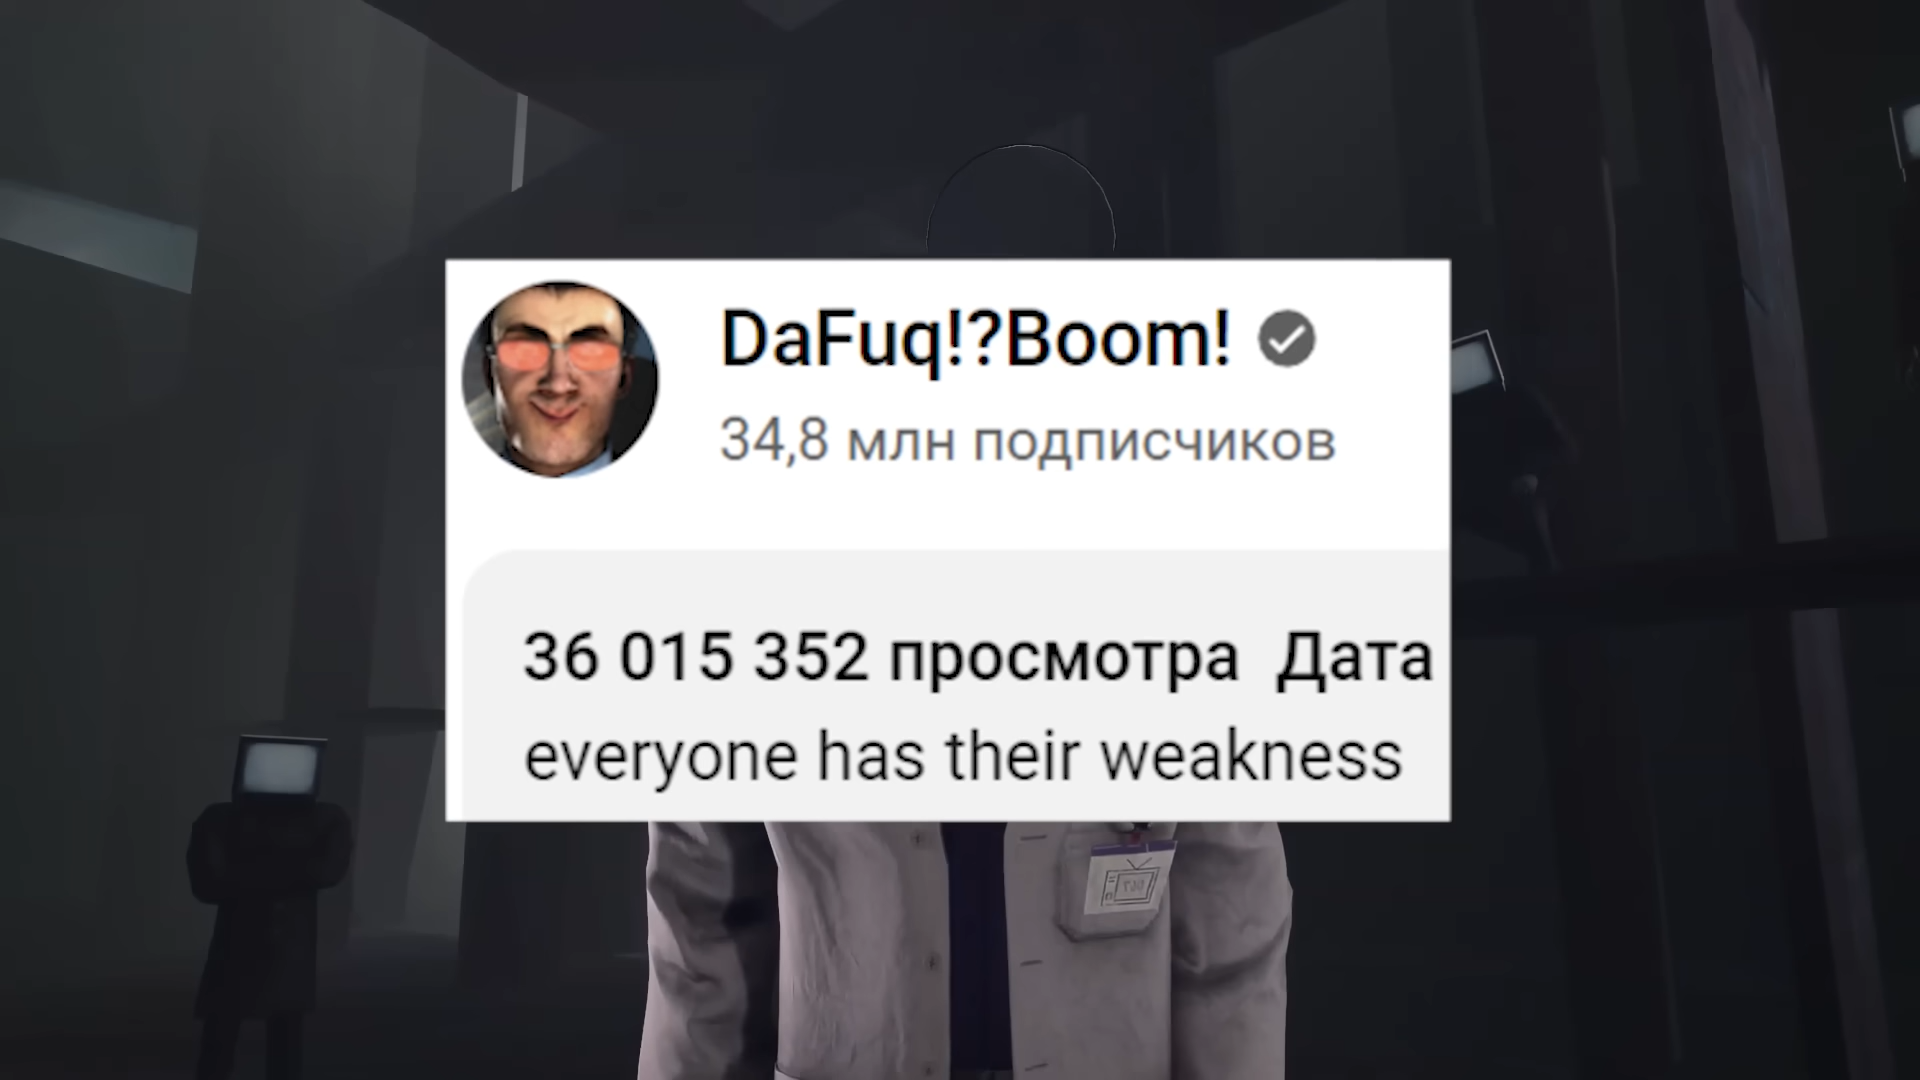 DaFuq!?Boom!
34,8 млн подписчиков
36 015 352 просмотра Дата
everyone has their weakness